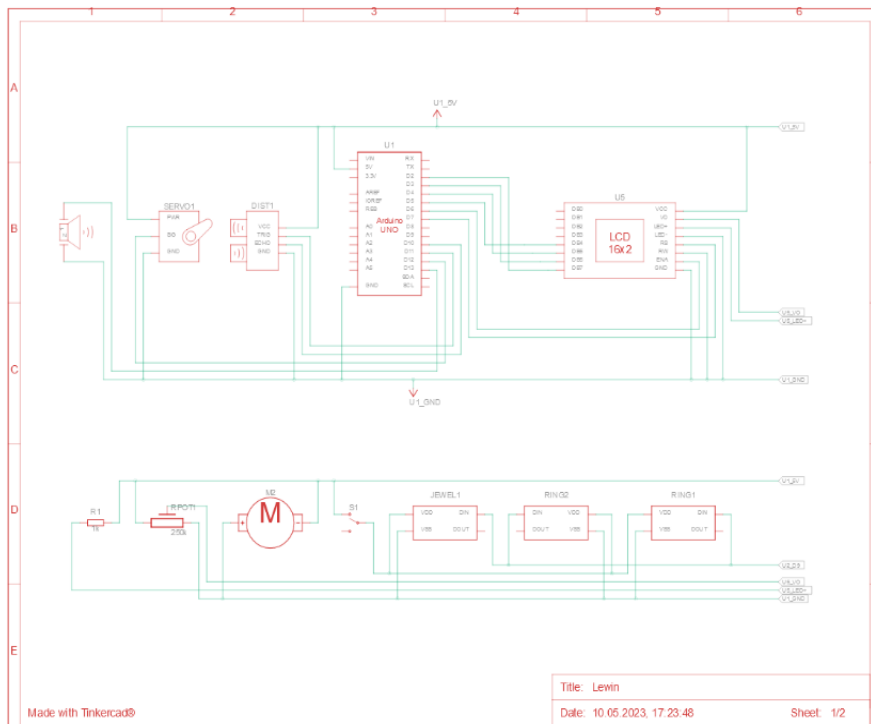 1 2 3 4 5 6
A
U1_5V
U1_5V
U1
VIN
5V
3.3V
AREF
IOREF
RES
A0
A1
A2
A3
A4
A5
GND
RX
TX
D2
D3
D4
D5
D6
D7
D8
D9
D10
D11
D12
D13
SDA
SCL
Arduino
UNO
B
SERVO1
PWR
SIG
GND
DIST1
VCC
TRIG
ECHO
GND
U5
DB0
DB1
DB2
DB3
DB4
DB5
DB6
DB7
LCD
16x2
VCC
VO
LED+
LED-
RS
RW
ENA
GND
C
U5_VO
U5_LED+
U1_GND
U1_GND
D
U1_5V
R1
1k
RPOT1
250k
M2
M
+
-
S1
JEWEL1
VDD
DIN
VSS
DOUT
RING2
DIN
VDD
DOUT
VSS
RING1
VDD
DIN
VSS
DOUT
U5_VO
U5_LED+
U1_GND
E
Title: Lewin
Made with Tinkercad®
Date: 10.05.2023, 17:23:48
Sheet: 1/2